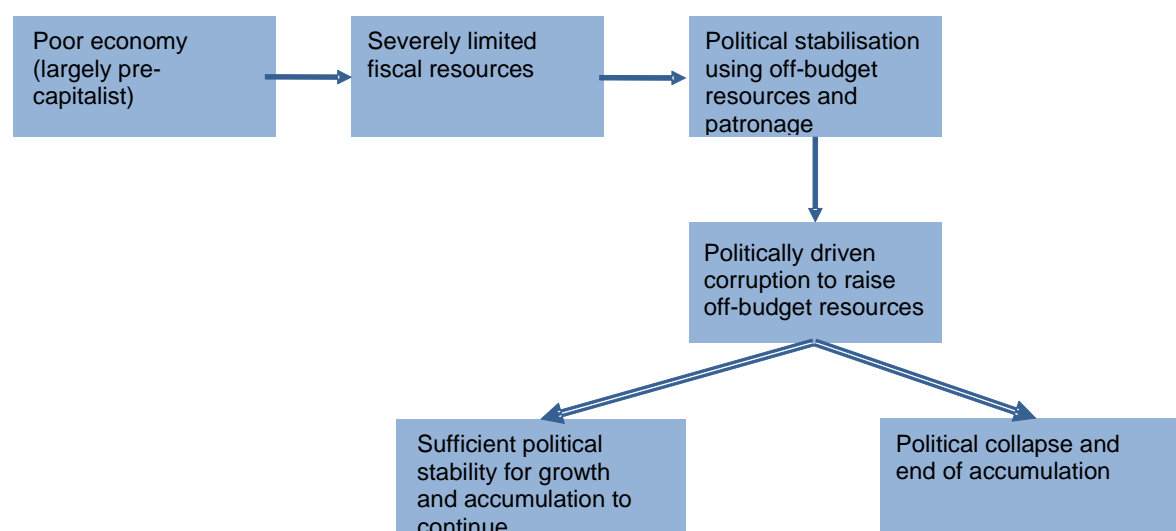 Poor economy
(largely pre-
capitalist)
Severely limited
fiscal resources
Political stabilisation
using off-budget
resources and
patronage
Politically driven
corruption to raise
off-budget resources
Sufficient political
stability for growth
and accumulation to
continue
Political collapse and
end of accumulation